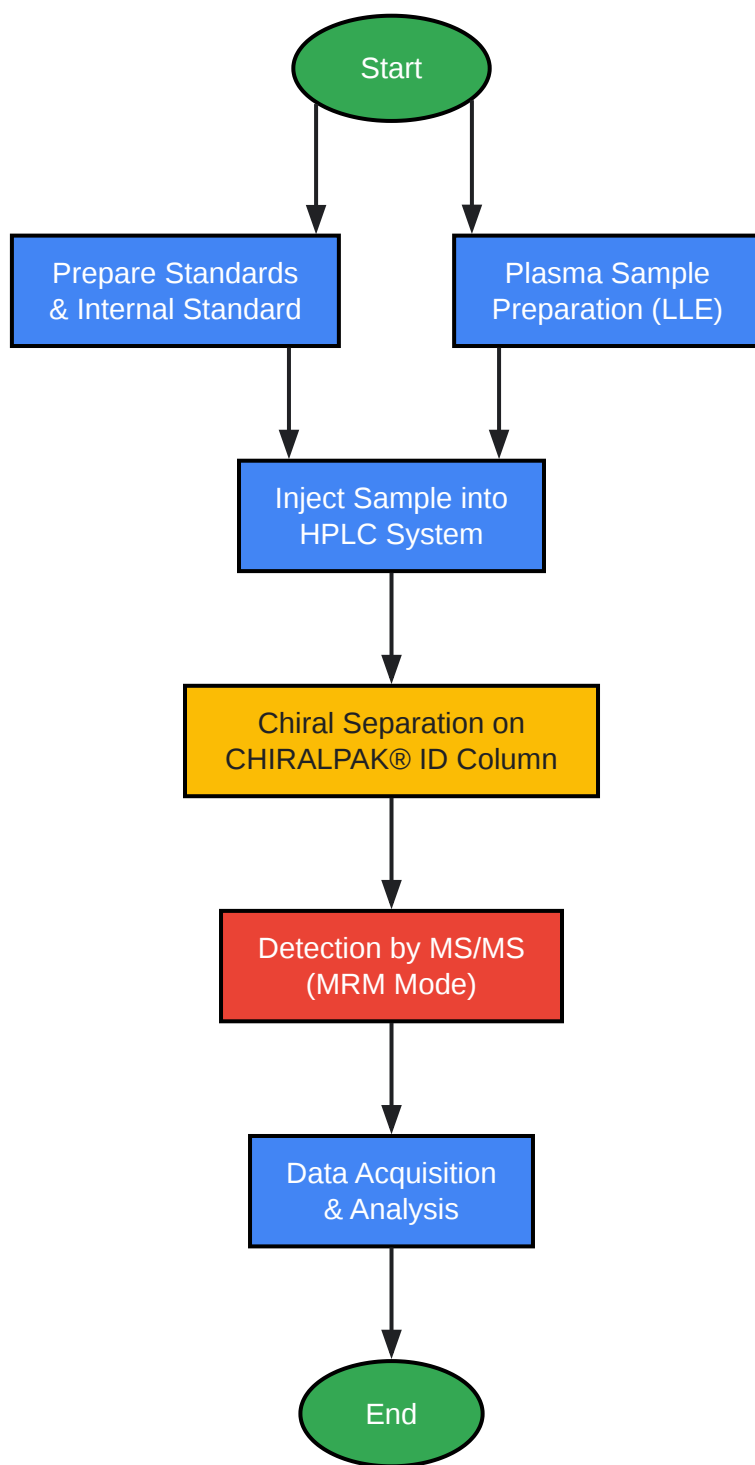 Start
Prepare Standards
& Internal Standard
Plasma Sample
Preparation (LLE)
Inject Sample into
HPLC System
Chiral Separation on
CHIRALPAK® ID Column
Detection by MS/MS
(MRM Mode)
Data Acquisition
& Analysis
End